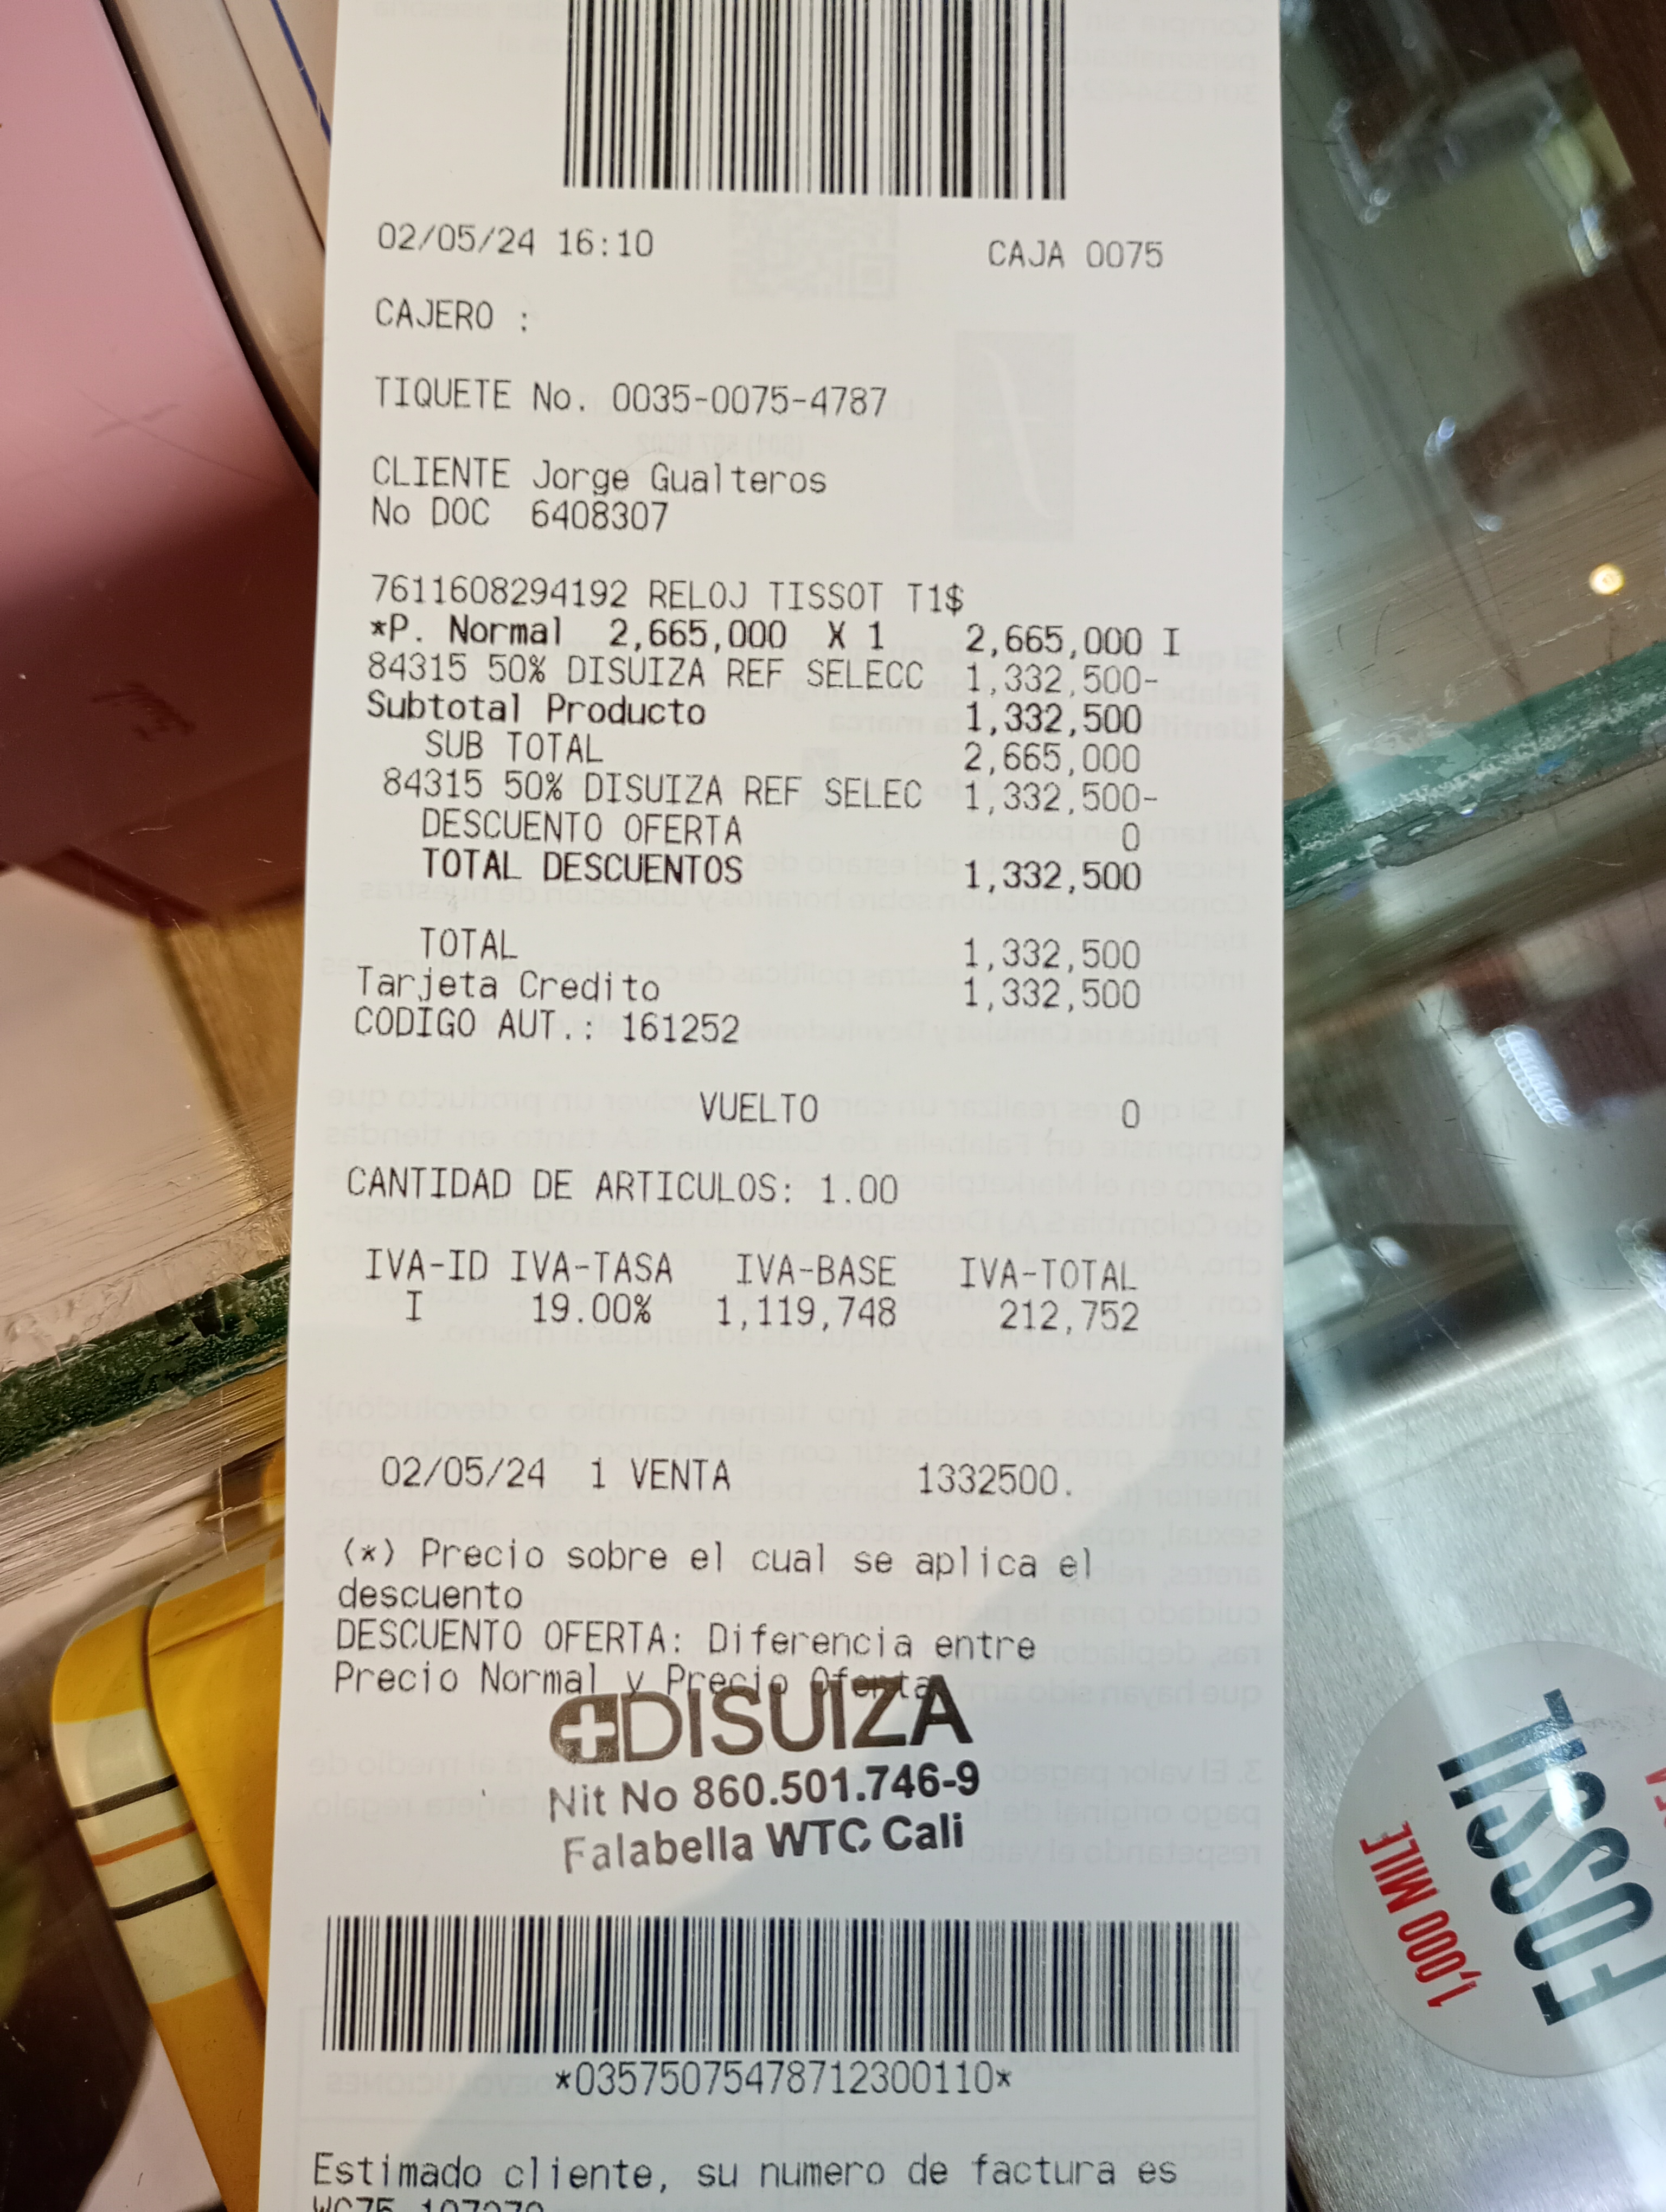 02/05/24 16:10 CAJA 0075
CAJERO :
TIQUETE No. 0035-0075-4787
CLIENTE Jorge Gualteros
No DOC 6408307
7611608294192 RELOJ TISSOT T1$
*P. Normal 2,665,000 X 1 2,665,000 I
84315 50% DISUIZA REF SELECC 1,332,500-
Subtotal Producto 1,332,500
SUB TOTAL 2,665,000
84315 50% DISUIZA REF SELEC 1,332,500-
DESCUENTO OFERTA 0
TOTAL DESCUENTOS 1,332,500
TOTAL 1,332,500
Tarjeta Credito 1,332,500
CODIGO AUT.: 161252
VUELTO 0
CANTIDAD DE ARTICULOS: 1.00
IVA-ID IVA-TASA IVA-BASE IVA-TOTAL
I 19.00% 1,119,748 212,752
02/05/24 1 VENTA 1332500.
(*) Precio sobre el cual se aplica el
descuento
DESCUENTO OFERTA: Diferencia entre
Precio Normal y Precio Oferta
DISUIZA
Nit No 860.501.746-9
Falabella WTC Cali
*03575075478712300110*
Estimado cliente, su numero de factura es
FOSSIL
1,000 MILE